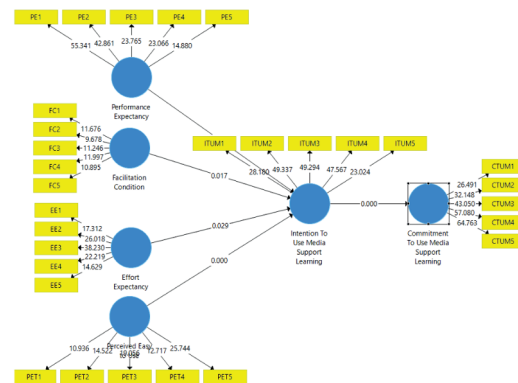 PE1 PE2 PE3 PE4 PE5
55.341 42.861 23.765 23.066 14.880
Performance
Expectancy
FC1
FC2
FC3
FC4
FC5
11.676
9.678
11.246
11.997
10.895
Facilitation
Condition
ITUM1 ITUM2 ITUM3 ITUM4 ITUM5
28.180 49.337 49.294 47.567 23.024
0.017
0.029
0.000
0.000
Intention To
Use Media
Support
Learning
Commitment
To Use Media
Support
Learning
CTUM1
CTUM2
CTUM3
CTUM4
CTUM5
26.491
32.148
43.050
57.080
64.763
EE1
EE2
EE3
EE4
EE5
17.312
26.018
38.230
22.219
14.629
Effort
Expectancy
Perceived Easy
10.936 14.522 12.717 25.744
PET1 PET2 PET3 PET4 PET5